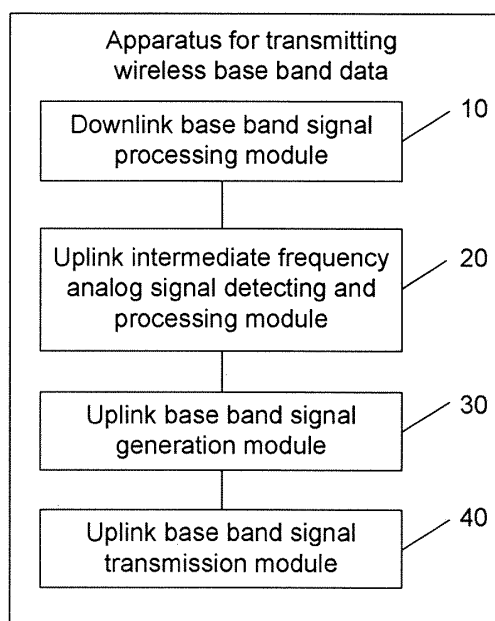 Apparatus for transmitting
wireless base band data
10
Downlink base band signal
processing module
20
Uplink intermediate frequency
analog signal detecting and
processing module
30
Uplink base band signal
generation module
40
Uplink base band signal
transmission module